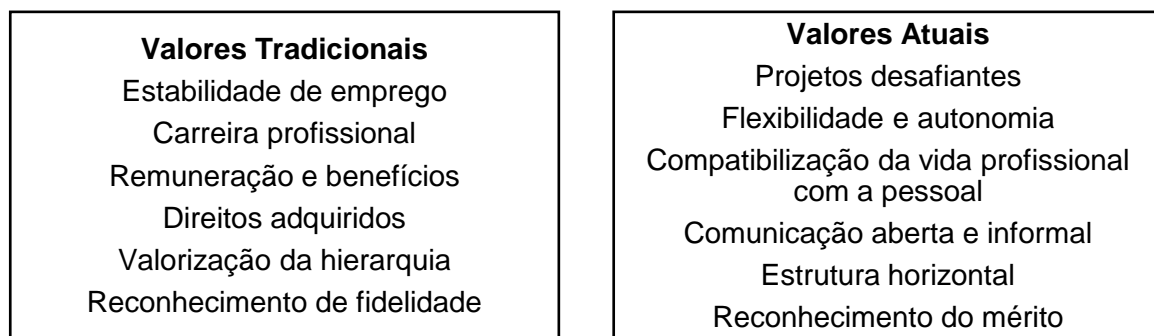 Valores Tradicionais
Estabilidade de emprego
Carreira profissional
Remuneração e benefícios
Direitos adquiridos
Valorização da hierarquia
Reconhecimento de fidelidade
Valores Atuais
Projetos desafiantes
Flexibilidade e autonomia
Compatibilização da vida profissional
com a pessoal
Comunicação aberta e informal
Estrutura horizontal
Reconhecimento do mérito